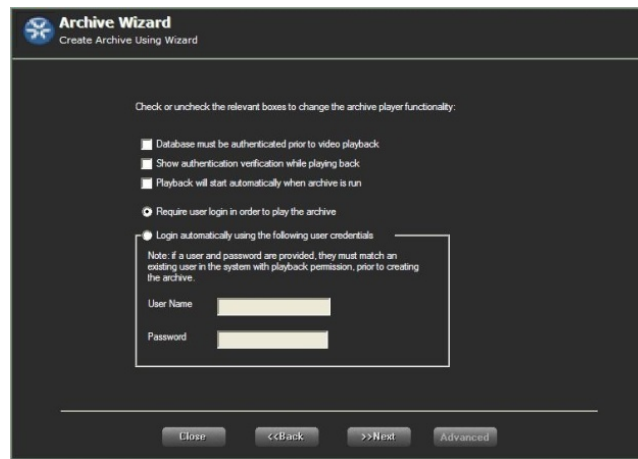 Archive Wizard
Create Archive Using Wizard
Check or uncheck the relevant boxes to change the archive player functionality:
Database must be authenticated prior to video playback
Show authentication verification while playing back
Playback will start automatically when archive is run
Require user login in order to play the archive
Login automatically using the following user credentials
Note: if a user and password are provided, they must match an
existing user in the system with playback permission, prior to creating
the archive.
User Name
Password
Close
<<Back
>>Next
Advanced